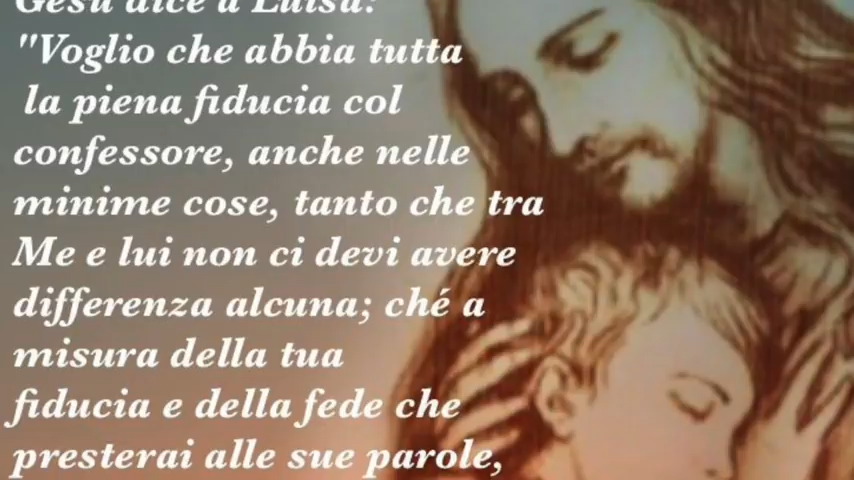 Gesù dice a Luisa:
"Voglio che abbia tutta
la piena fiducia col
confessore, anche nelle
minime cose, tanto che tra
Me e lui non ci devi avere
differenza alcuna; ché a
misura della tua
fiducia e della fede che
presterai alle sue parole,